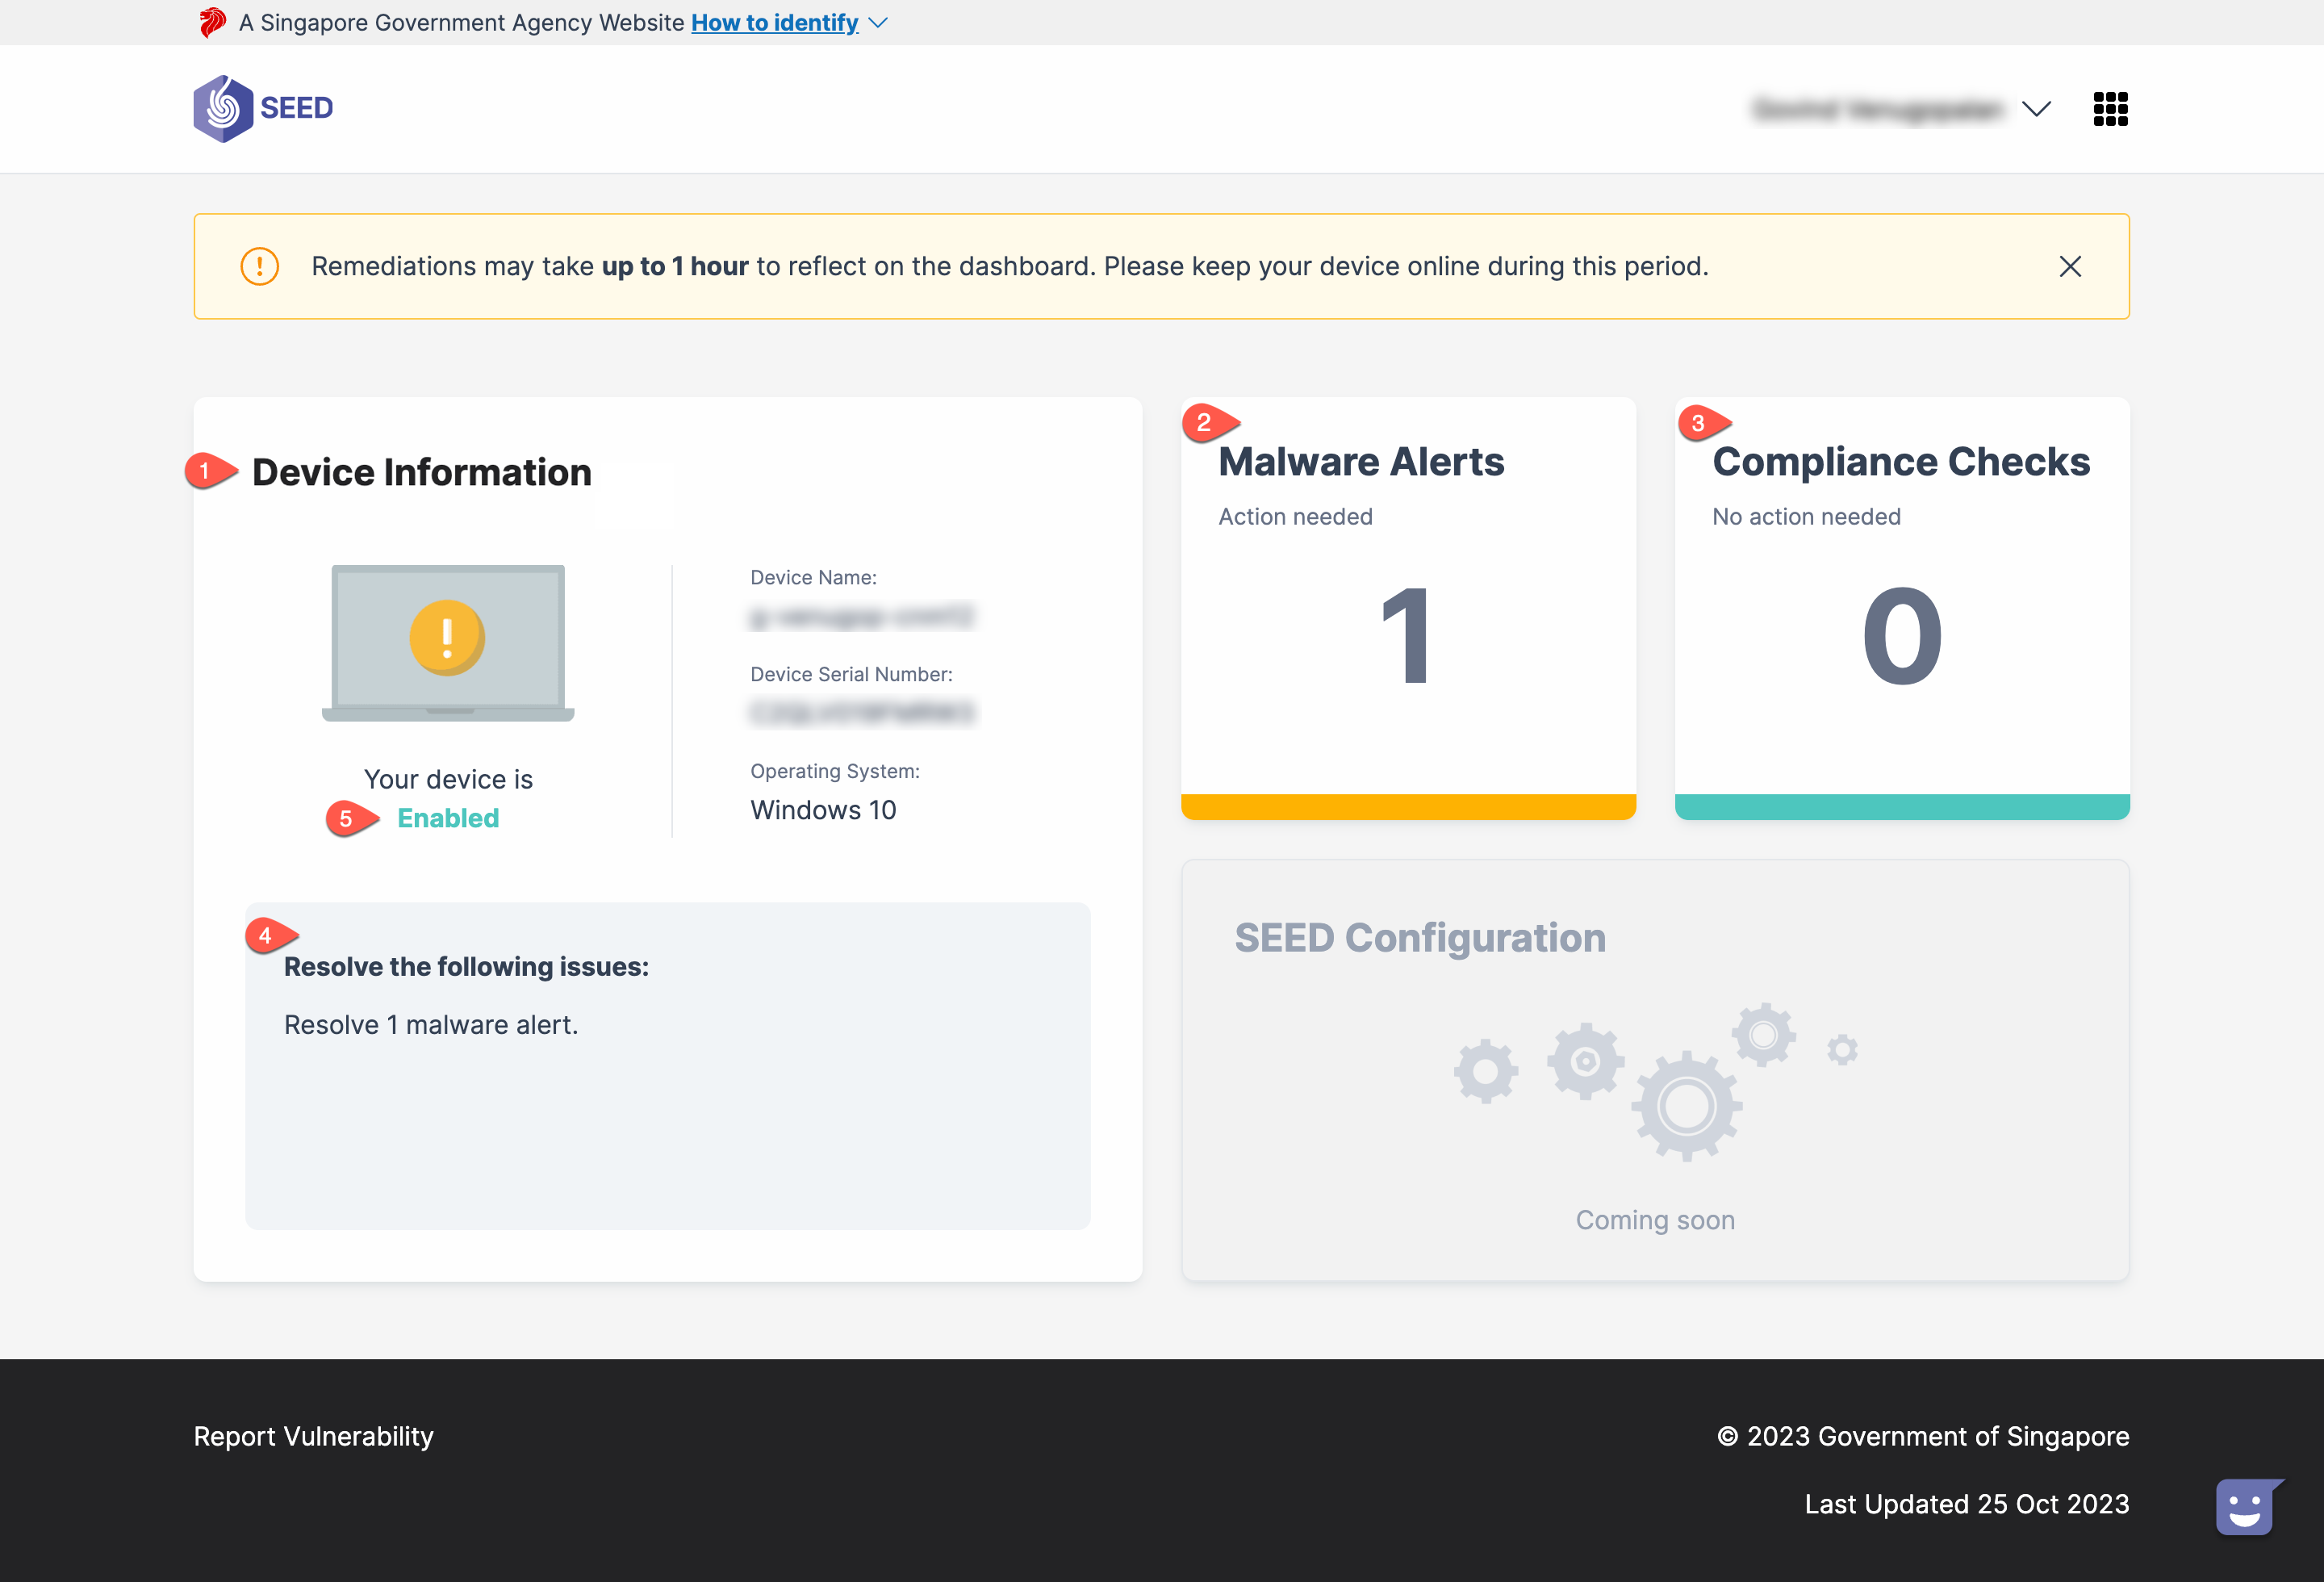 A Singapore Government Agency Website How to identify
SEED
Remediations may take up to 1 hour to reflect on the dashboard. Please keep your device online during this period.
1 Device Information
Your device is
5 Enabled
Device Name:
Device Serial Number:
Operating System:
Windows 10
4
Resolve the following issues:
Resolve 1 malware alert.
2
Malware Alerts
Action needed
1
3
Compliance Checks
No action needed
0
SEED Configuration
Coming soon
Report Vulnerability
© 2023 Government of Singapore
Last Updated 25 Oct 2023